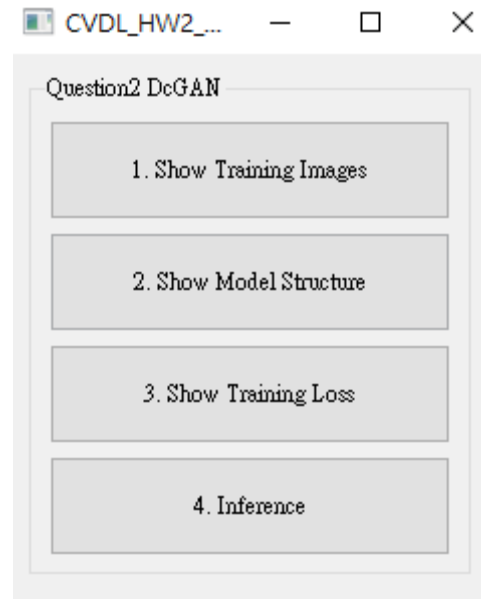 CVDL_HW2_...
Question2 DcGAN
1. Show Training Images
2. Show Model Structure
3. Show Training Loss
4. Inference